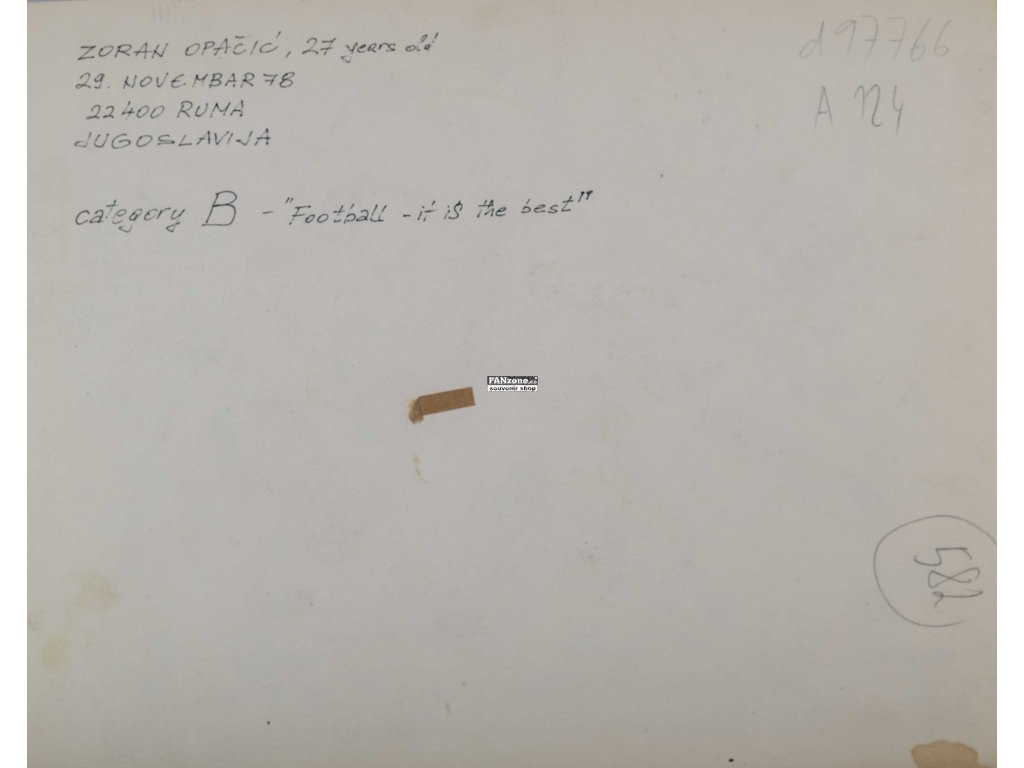 ZORAN OPAČIĆ, 27 years old
29. NOVEMBAR 78
22400 RUMA
JUGOSLAVIJA
category B - "Football - it is the best"
d97766
A 124
FANzone.cz
souvenir shop
582